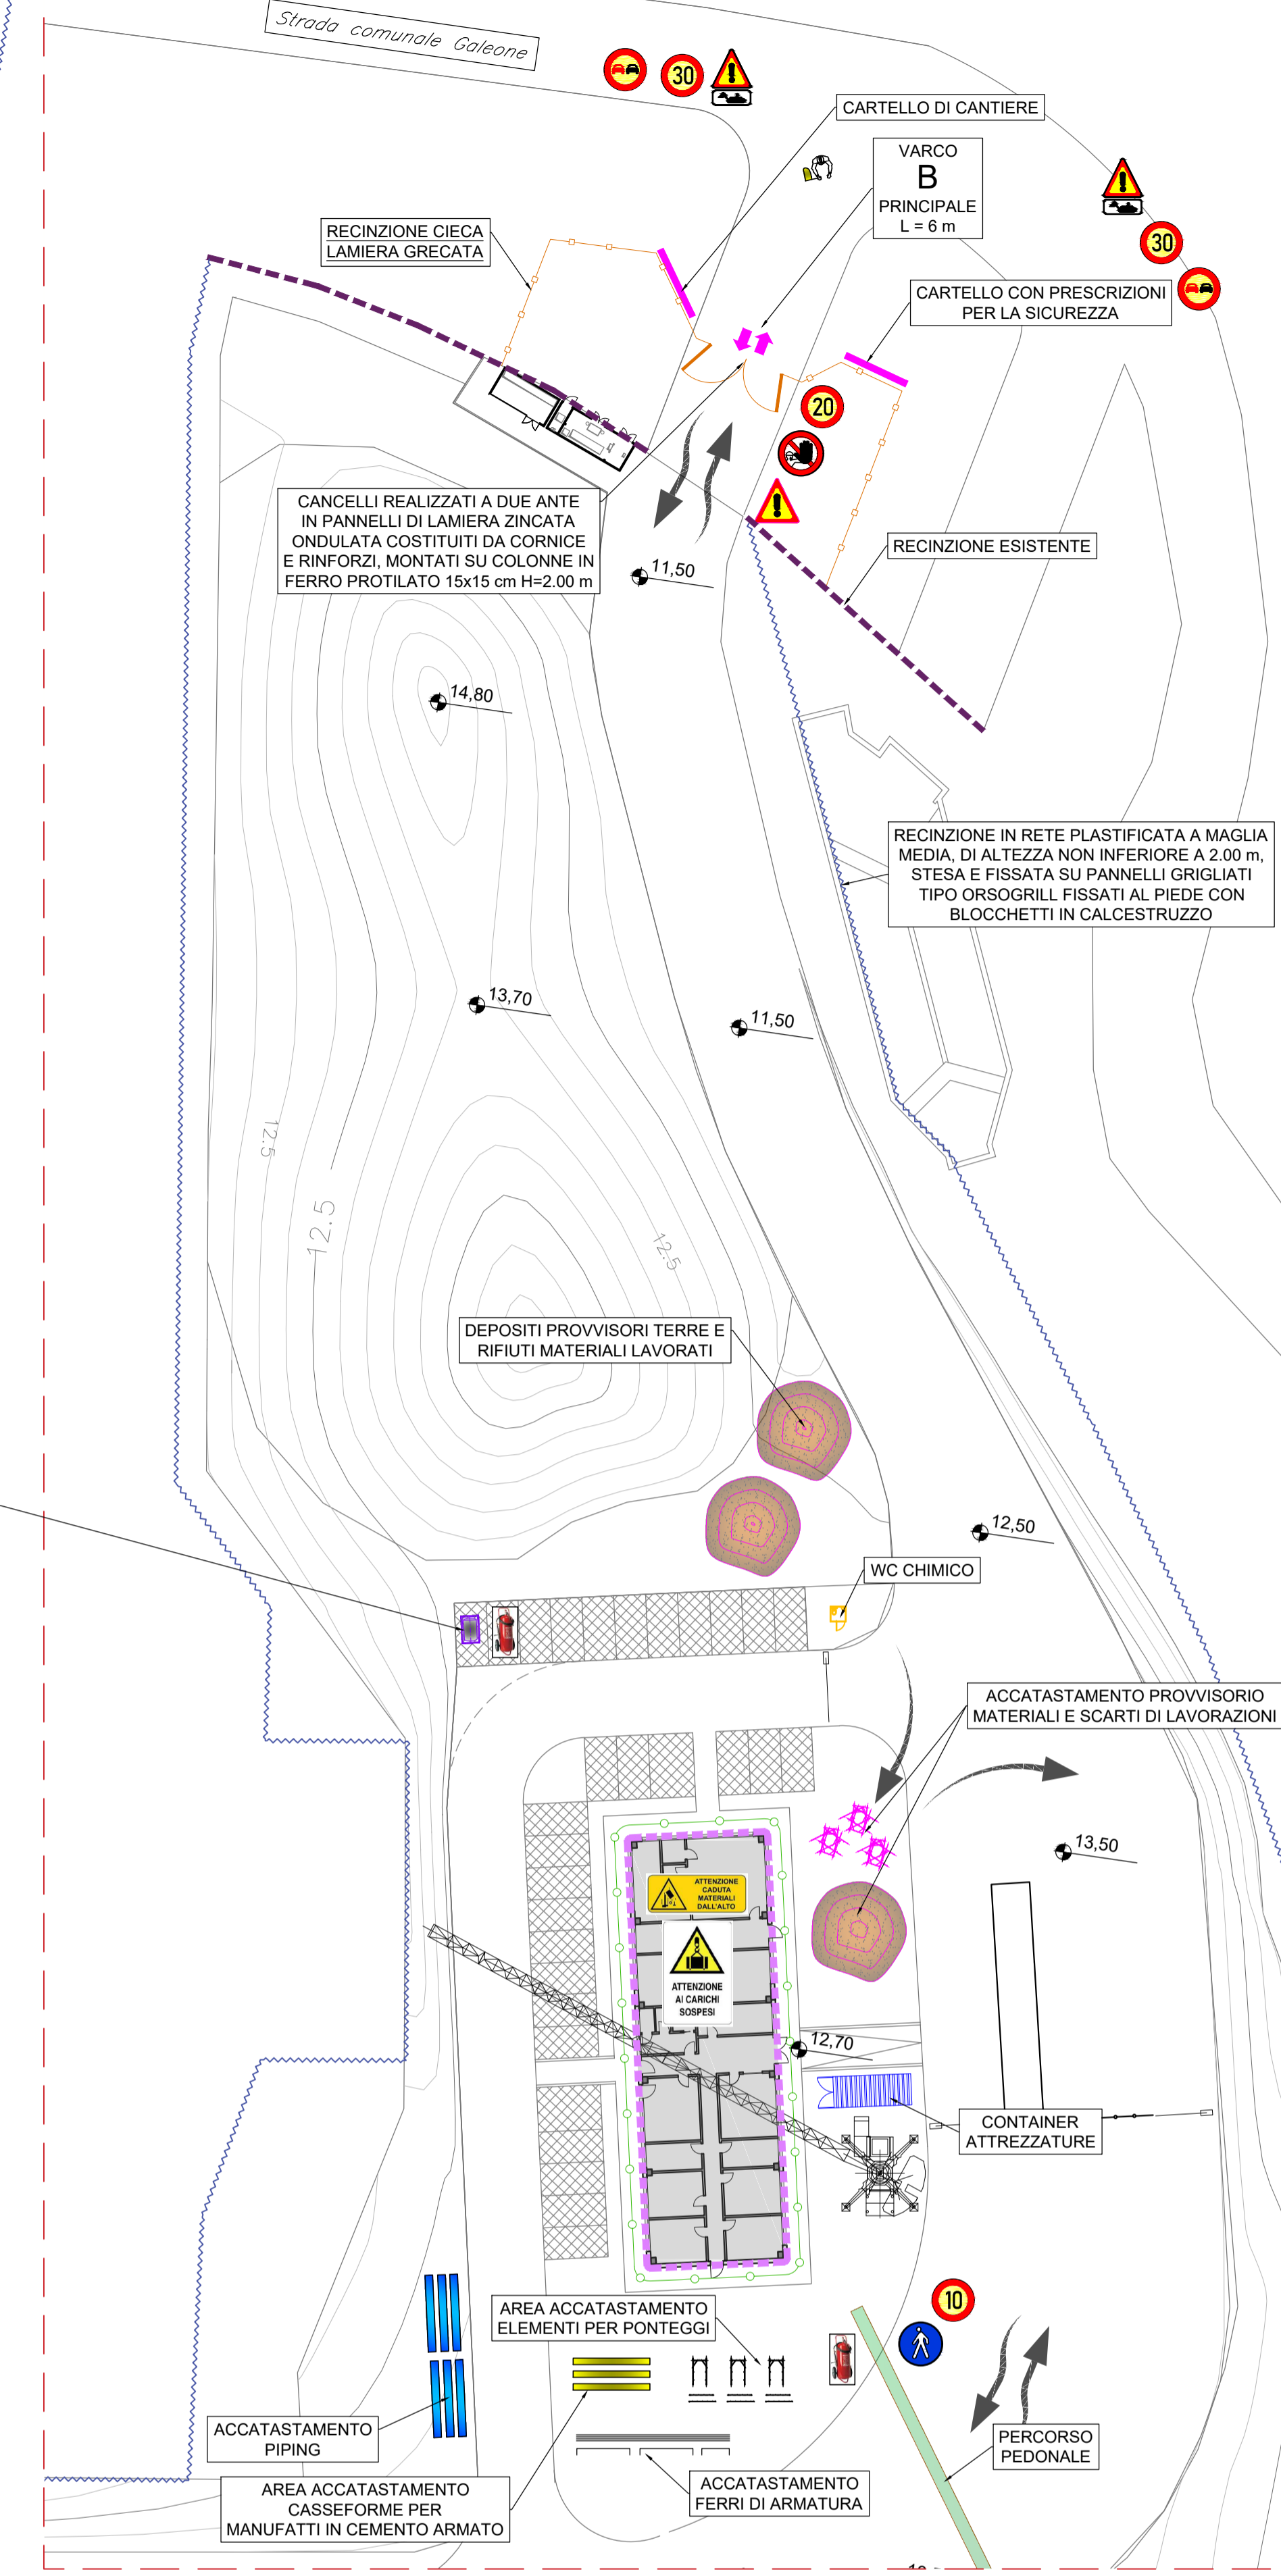 Strada comunale Galeone
30
CARTELLO DI CANTIERE
VARCO
B
PRINCIPALE
L = 6 m
30
RECINZIONE CIECA
LAMIERA GRECATA
CARTELLO CON PRESCRIZIONI
PER LA SICUREZZA
20
CANCELLI REALIZZATI A DUE ANTE
IN PANNELLI DI LAMIERA ZINCATA
ONDULATA COSTITUITI DA CORNICE
E RINFORZI, MONTATI SU COLONNE IN
FERRO PROTILATO 15x15 cm H=2.00 m
RECINZIONE ESISTENTE
11,50
14,80
RECINZIONE IN RETE PLASTIFICATA A MAGLIA
MEDIA, DI ALTEZZA NON INFERIORE A 2.00 m,
STESA E FISSATA SU PANNELLI GRIGLIATI
TIPO ORSOGRILL FISSATI AL PIEDE CON
BLOCCHETTI IN CALCESTRUZZO
13,70
11,50
12.5
12.5
12.5
DEPOSITI PROVVISORI TERRE E
RIFIUTI MATERIALI LAVORATI
12,50
WC CHIMICO
ACCATASTAMENTO PROVVISORIO
MATERIALI E SCARTI DI LAVORAZIONI
13,50
ATTENZIONE
CADUTA
MATERIALI
DALL'ALTO
ATTENZIONE
AI CARICHI
SOSPESI
12,70
CONTAINER
ATTREZZATURE
10
AREA ACCATASTAMENTO
ELEMENTI PER PONTEGGI
ACCATASTAMENTO
PIPING
PERCORSO
PEDONALE
AREA ACCATASTAMENTO
CASSEFORME PER
MANUFATTI IN CEMENTO ARMATO
ACCATASTAMENTO
FERRI DI ARMATURA